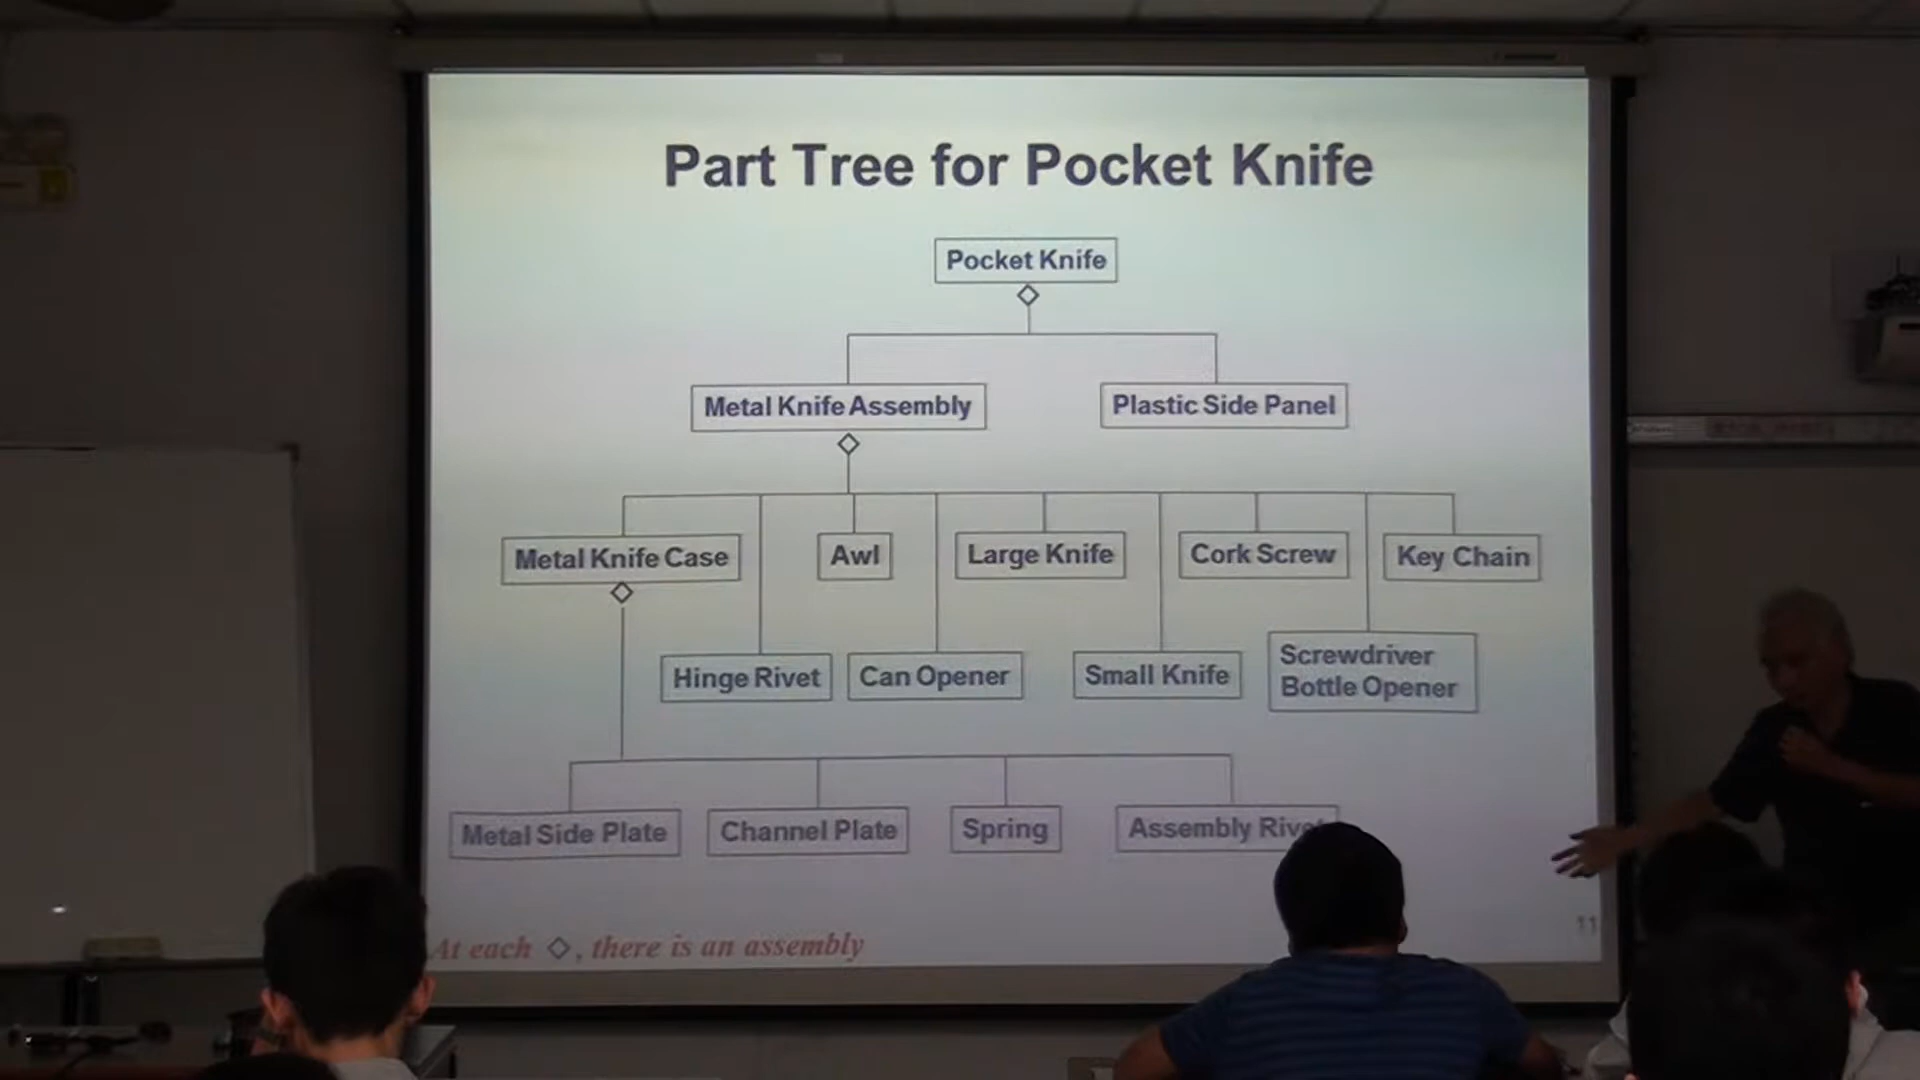 Part Tree for Pocket Knife
Pocket Knife
Metal Knife Assembly
Plastic Side Panel
Metal Knife Case
Awl
Large Knife
Cork Screw
Key Chain
Hinge Rivet
Can Opener
Small Knife
Screwdriver
Bottle Opener
Metal Side Plate
Channel Plate
Spring
Assembly Rivet
At each ◇, there is an assembly
11